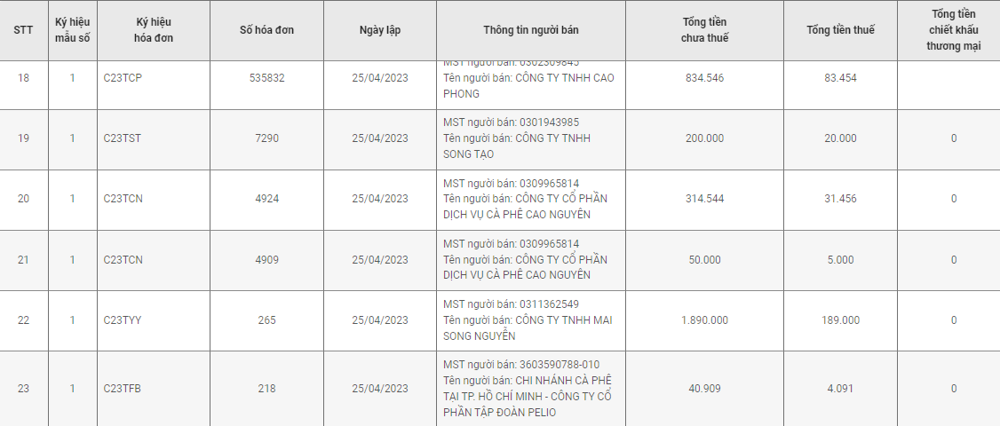 STT
Ký hiệu
mẫu số
Ký hiệu
hóa đơn
Số hóa đơn
Ngày lập
Thông tin người bán
Tổng tiền
chưa thuế
Tổng tiền thuế
Tổng tiền
chiết khấu
thương mại
18
1
C23TCP
535832
25/04/2023
MST người bán: 0302309845
Tên người bán: CÔNG TY TNHH CAO
PHONG
834.546
83.454
19
1
C23TST
7290
25/04/2023
MST người bán: 0301943985
Tên người bán: CÔNG TY TNHH
SONG TẠO
200.000
20.000
0
20
1
C23TCN
4924
25/04/2023
MST người bán: 0309965814
Tên người bán: CÔNG TY CỔ PHẦN
DỊCH VỤ CÀ PHÊ CAO NGUYÊN
314.544
31.456
0
21
1
C23TCN
4909
25/04/2023
MST người bán: 0309965814
Tên người bán: CÔNG TY CỔ PHẦN
DỊCH VỤ CÀ PHÊ CAO NGUYÊN
50.000
5.000
0
22
1
C23TYY
265
25/04/2023
MST người bán: 0311362549
Tên người bán: CÔNG TY TNHH MAI
SONG NGUYỄN
1.890.000
189.000
0
23
1
C23TFB
218
25/04/2023
MST người bán: 3603590788-010
Tên người bán: CHI NHÁNH CÀ PHÊ
TẠI TP. HỒ CHÍ MINH - CÔNG TY CỔ
PHẦN TẬP ĐOÀN PELIO
40.909
4.091
0